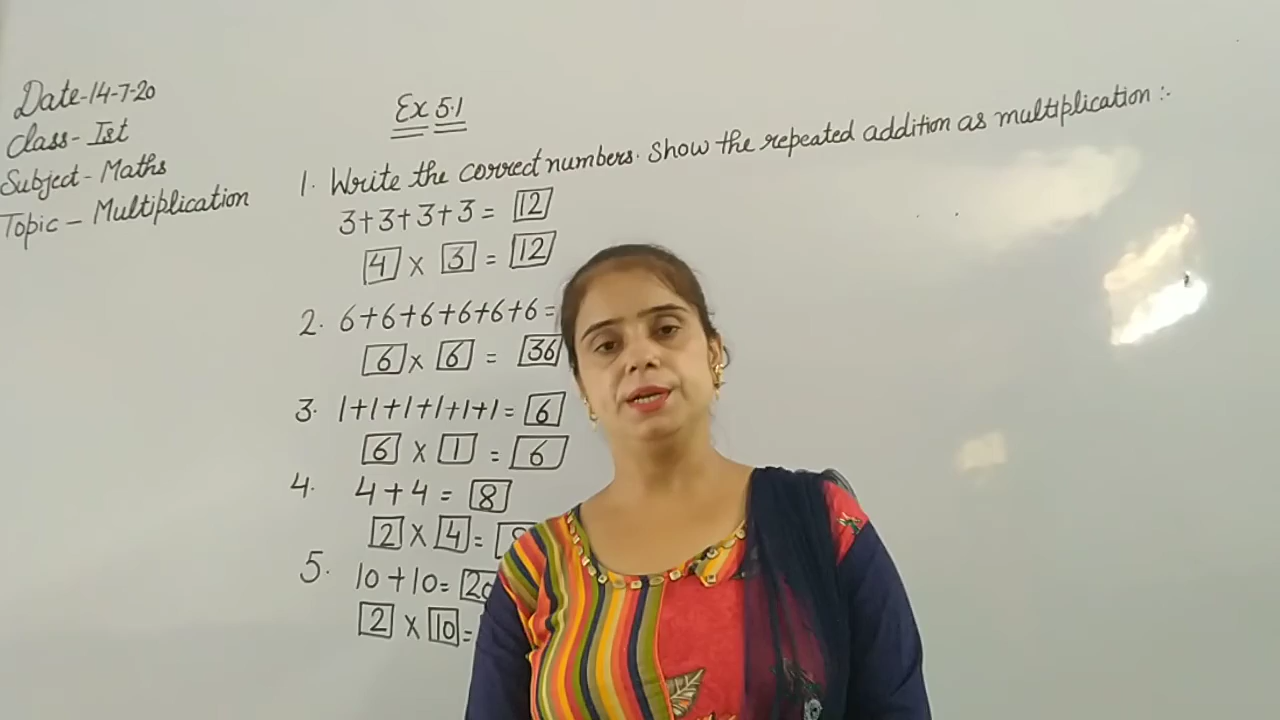 Date-14-7-20
Class-Ist
Subject-Maths
Topic - Multiplication
Ex 5.1
1. Write the correct numbers. Show the repeated addition as multiplication :-
3+3+3+3= 12
4 x 3 = 12
2. 6+6+6+6+6+6=
6 x 6 = 36
3. 1+1+1+1+1+1= 6
6 x 1 = 6
4. 4+4= 8
2 x 4 =
5. 10+10= 20
2 x 10 =